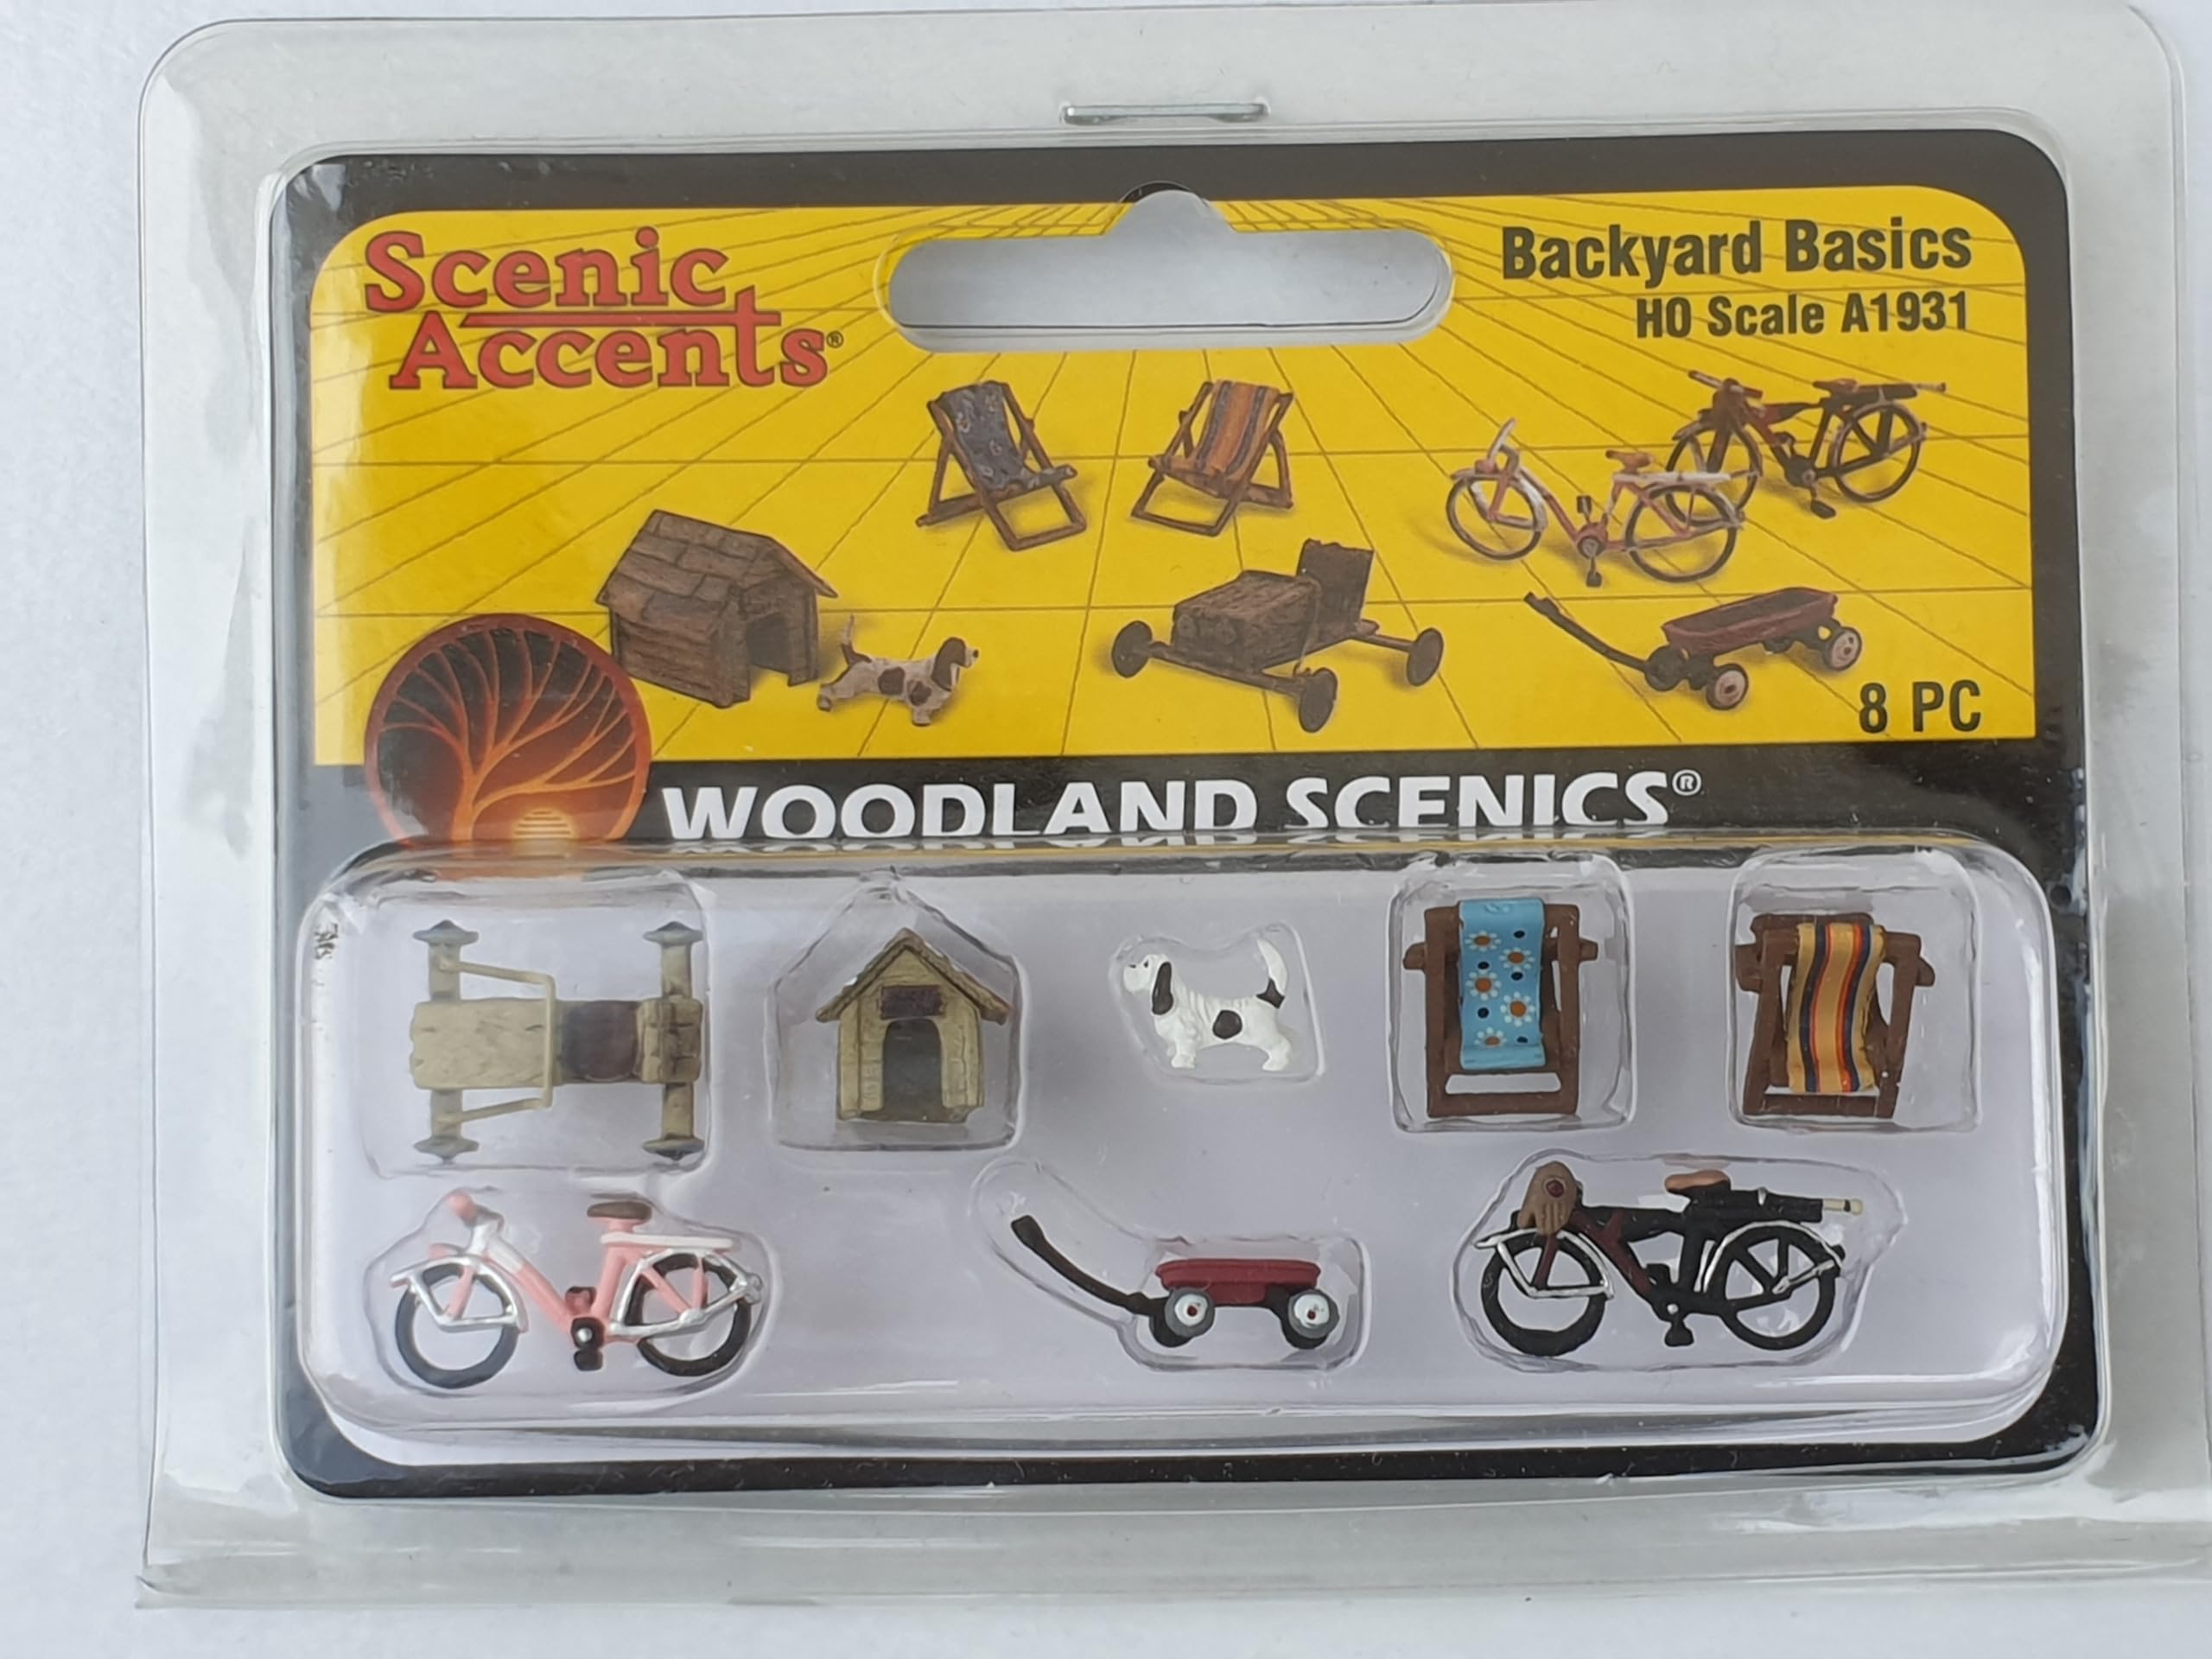 Scenic
Accents®
Backyard Basics
HO Scale A1931
8 PC
WOODLAND SCENICS®